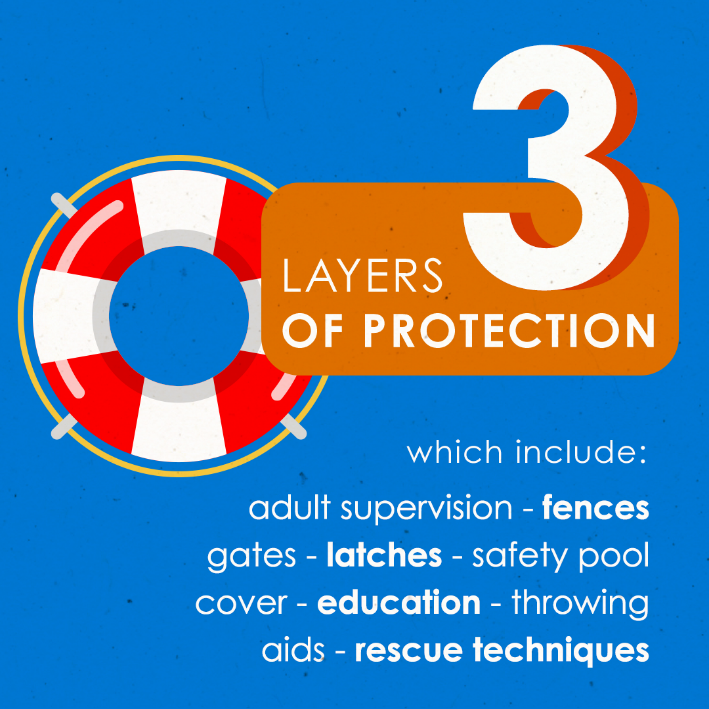 3
LAYERS
OF PROTECTION
which include:
adult supervision - fences
gates - latches - safety pool
cover - education - throwing
aids - rescue techniques